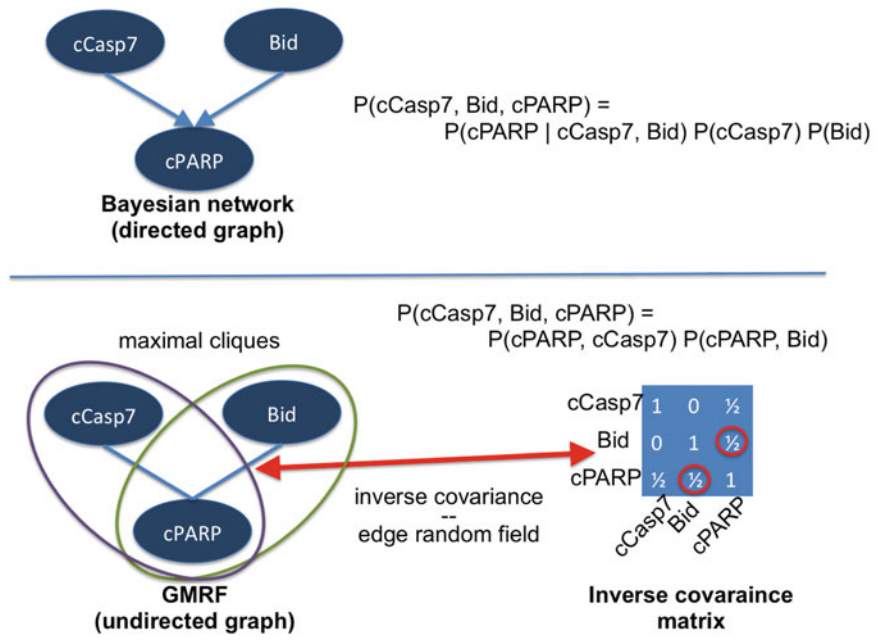 cCasp7
Bid
cPARP
P(cCasp7, Bid, cPARP) =
P(cPARP | cCasp7, Bid) P(cCasp7) P(Bid)
Bayesian network
(directed graph)
P(cCasp7, Bid, cPARP) =
P(cPARP, cCasp7) P(cPARP, Bid)
maximal cliques
cCasp7
Bid
cPARP
GMRF
(undirected graph)
inverse covariance
--
edge random field
cCasp7 1 0 ½
Bid 0 1 ½
cPARP ½ ½ 1
cCasp7
Bid
cPARP
Inverse covaraince
matrix